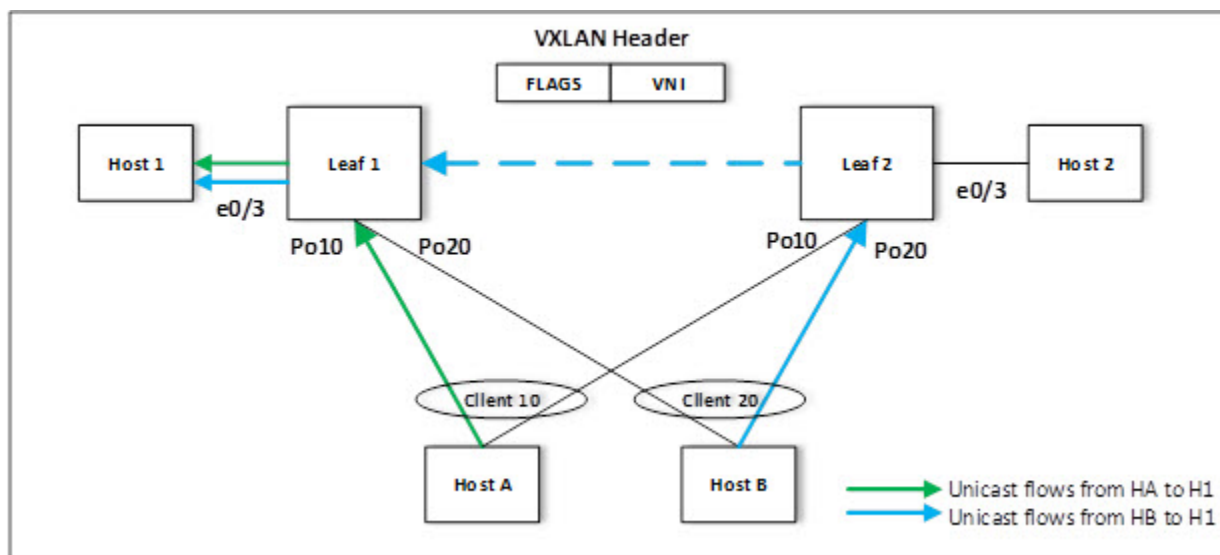 VXLAN Header
FLAGS VNI
Host 1 Leaf 1 Leaf 2 Host 2
e0/3 e0/3
Po10 Po20 Po10 Po20
Client 10 Client 20
Host A Host B
Unicast flows from HA to H1
Unicast flows from HB to H1